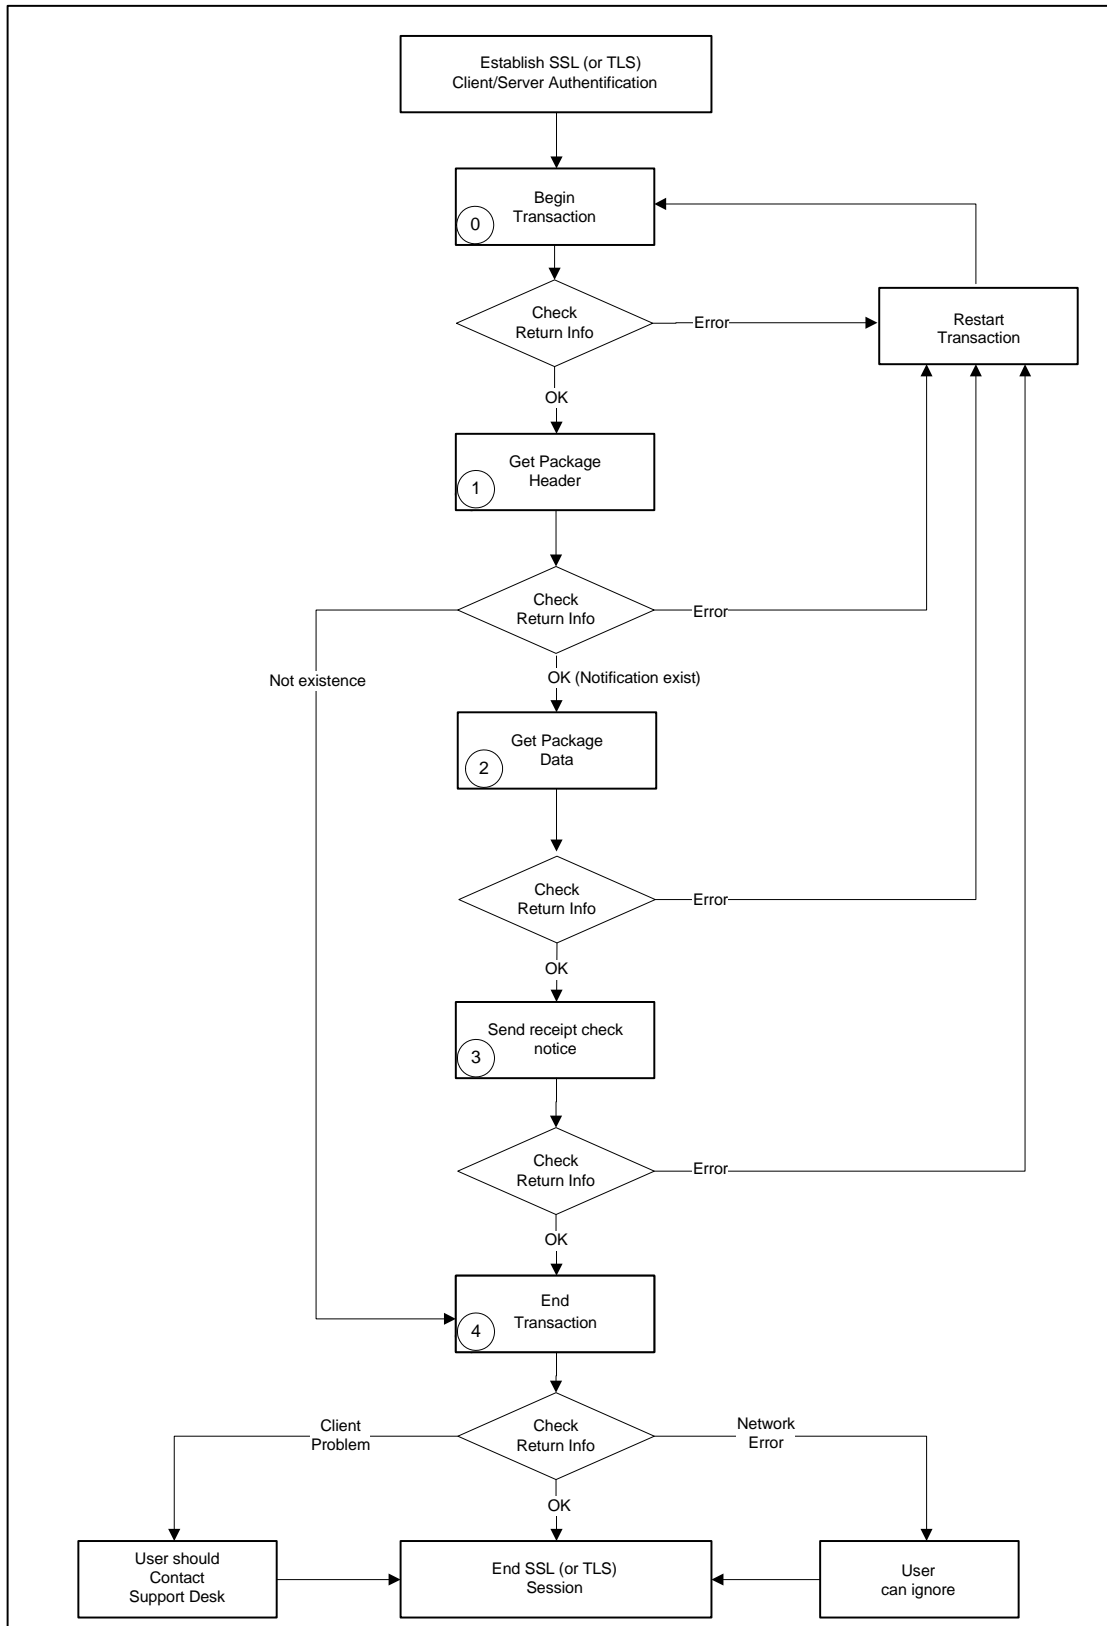 Establish SSL (or TLS)
Client/Server Authentification
Begin
Transaction
0
Check
Return Info
Error
Restart
Transaction
OK
Get Package
Header
1
Check
Return Info
Error
Not existence
OK (Notification exist)
Get Package
Data
2
Check
Return Info
Error
OK
Send receipt check
notice
3
Check
Return Info
Error
OK
End
Transaction
4
Client
Problem
Check
Return Info
Network
Error
OK
User should
Contact
Support Desk
End SSL (or TLS)
Session
User
can ignore